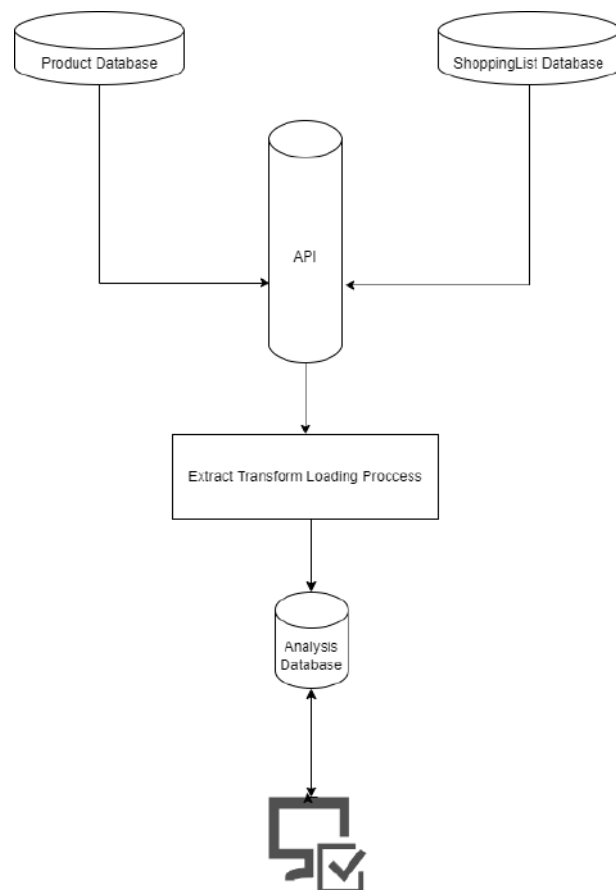 Product Database
ShoppingList Database
API
Extract Transform Loading Proccess
Analysis
Database